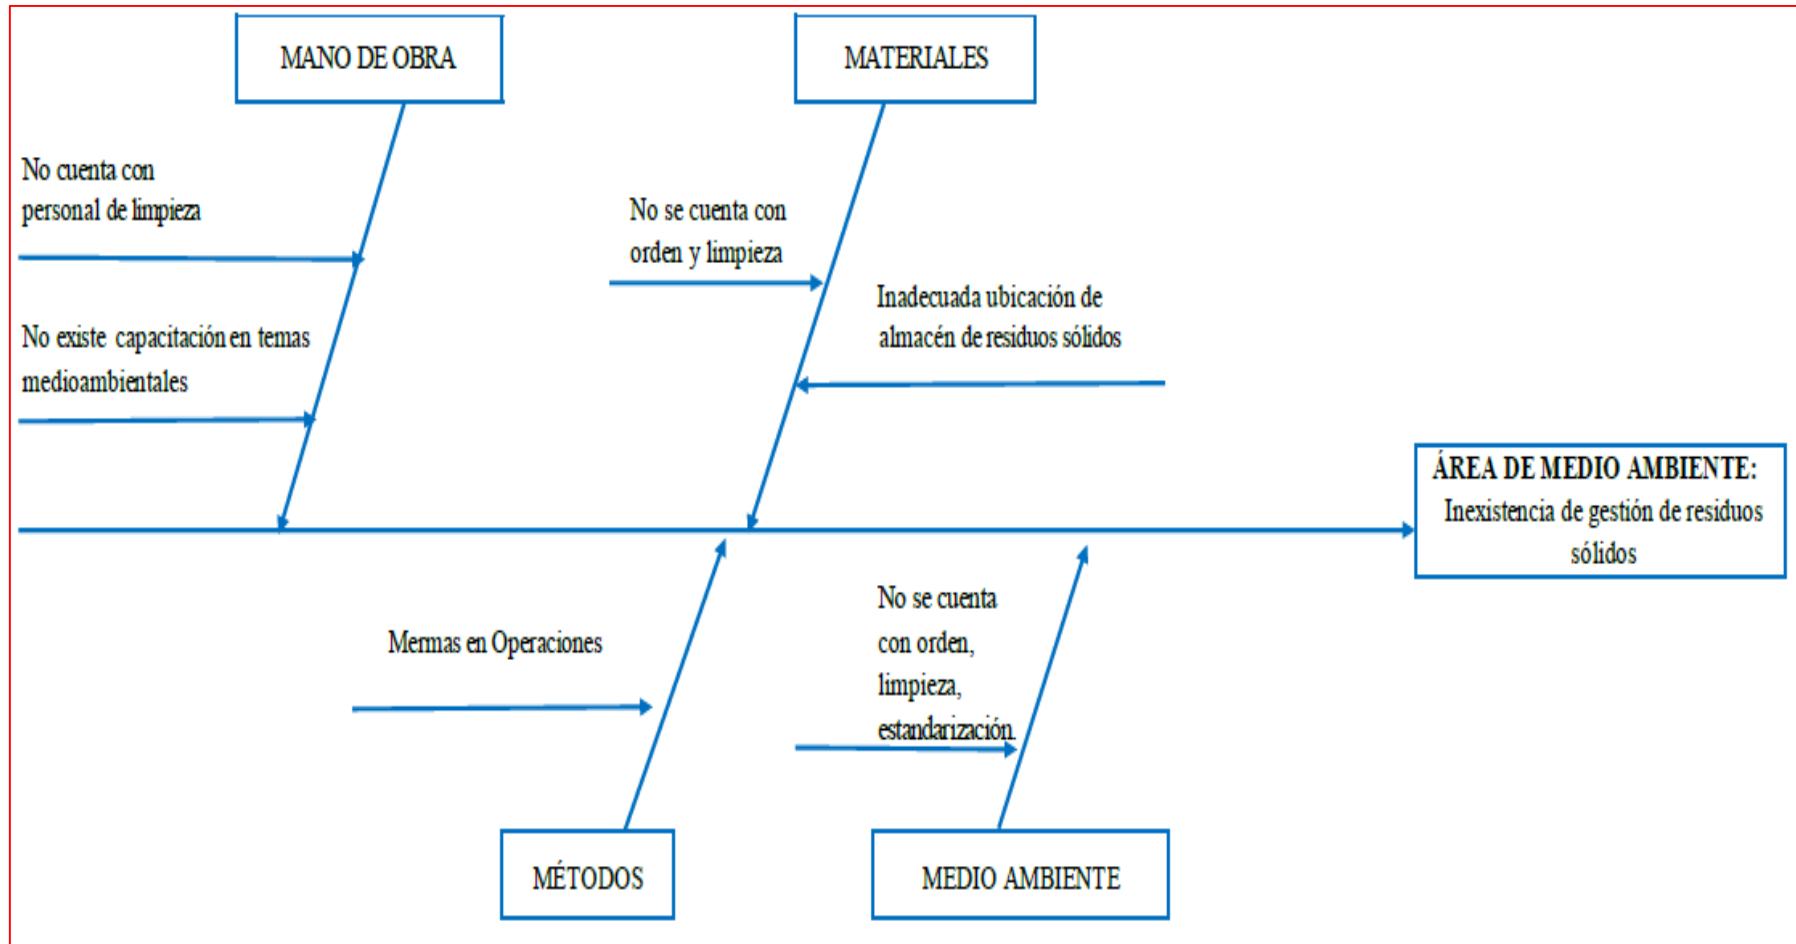 MANO DE OBRA
MATERIALES
No cuenta con
personal de limpieza
No se cuenta con
orden y limpieza
Inadecuada ubicación de
almacén de residuos sólidos
No existe capacitación en temas
medioambientales
ÁREA DE MEDIO AMBIENTE:
Inexistencia de gestión de residuos
sólidos
Mermas en Operaciones
No se cuenta
con orden,
limpieza,
estandarización.
MÉTODOS
MEDIO AMBIENTE